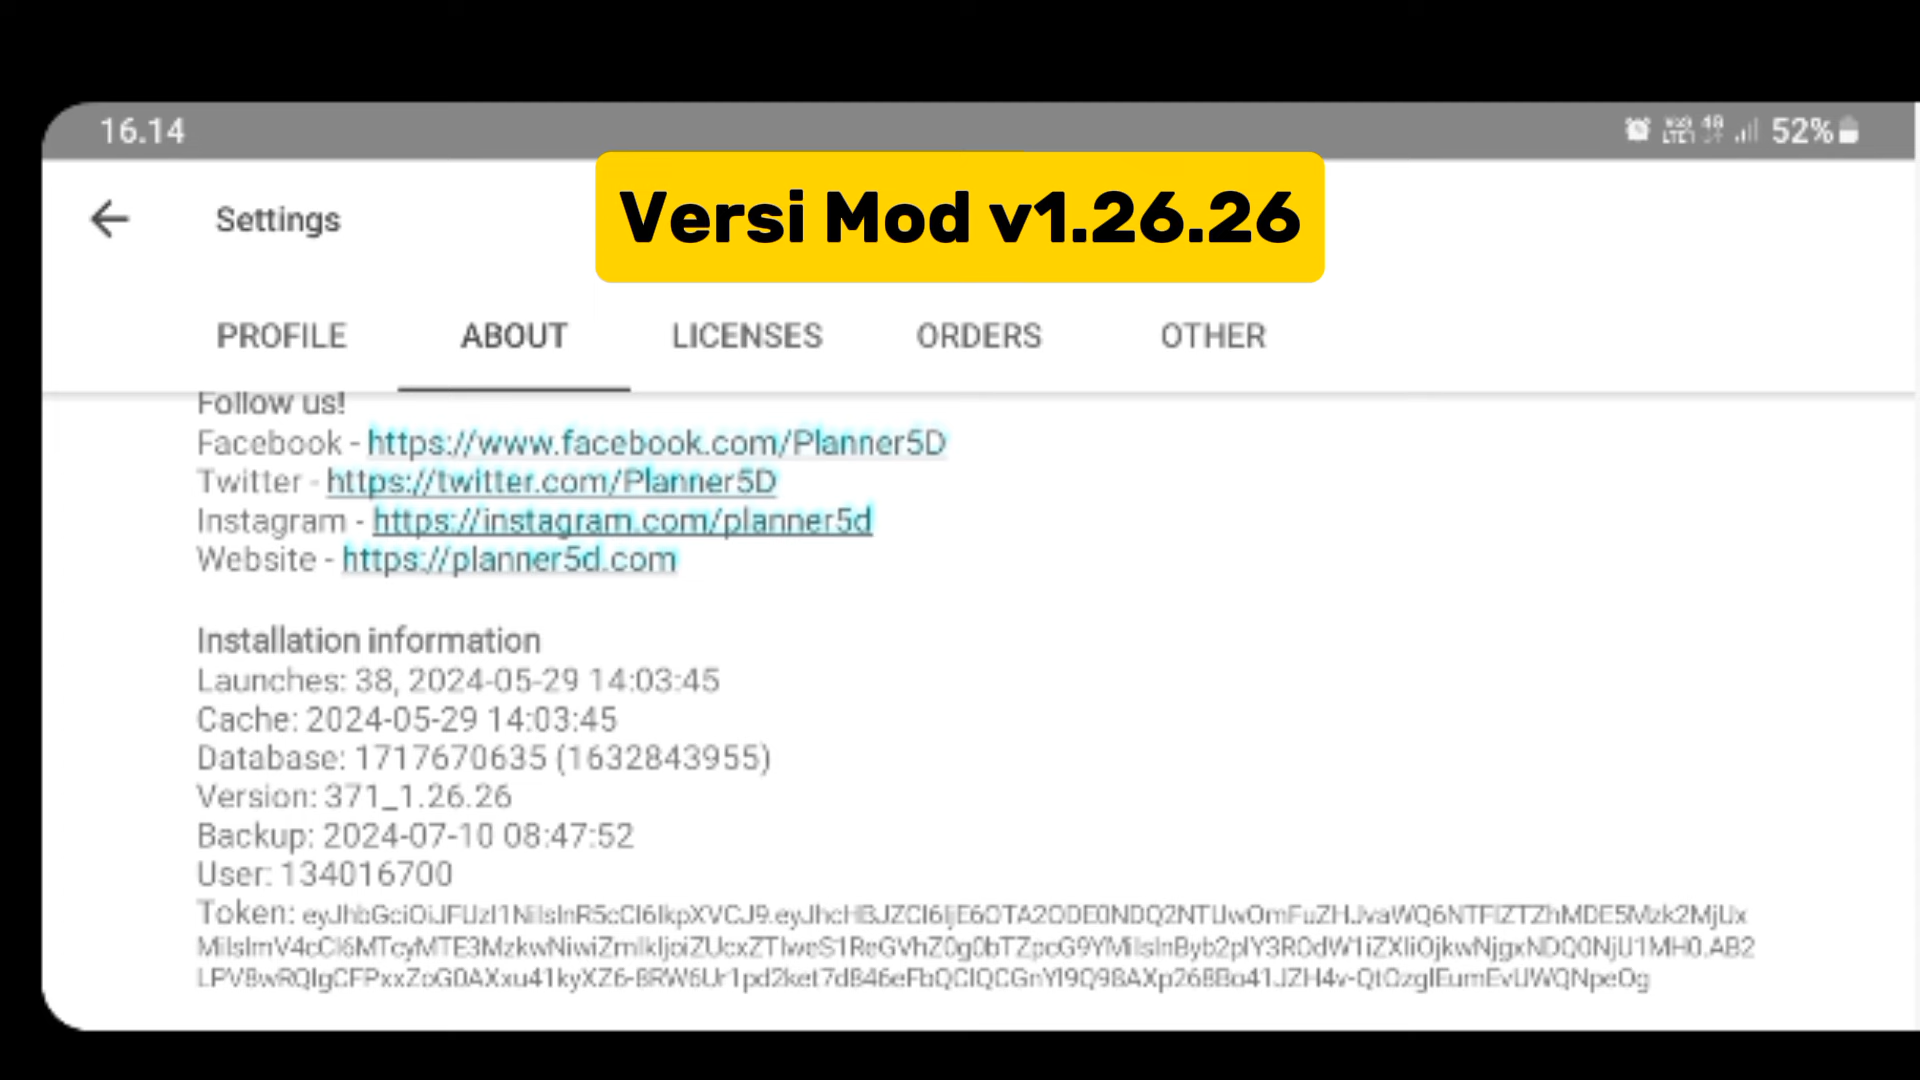 16.14
52%
Settings
Versi Mod v1.26.26
PROFILE ABOUT LICENSES ORDERS OTHER
Follow us!
Facebook - https://www.facebook.com/Planner5D
Twitter - https://twitter.com/Planner5D
Instagram - https://instagram.com/planner5d
Website - https://planner5d.com
Installation information
Launches: 38, 2024-05-29 14:03:45
Cache: 2024-05-29 14:03:45
Database: 1717670635 (1632843955)
Version: 371_1.26.26
Backup: 2024-07-10 08:47:52
User: 134016700
Token: